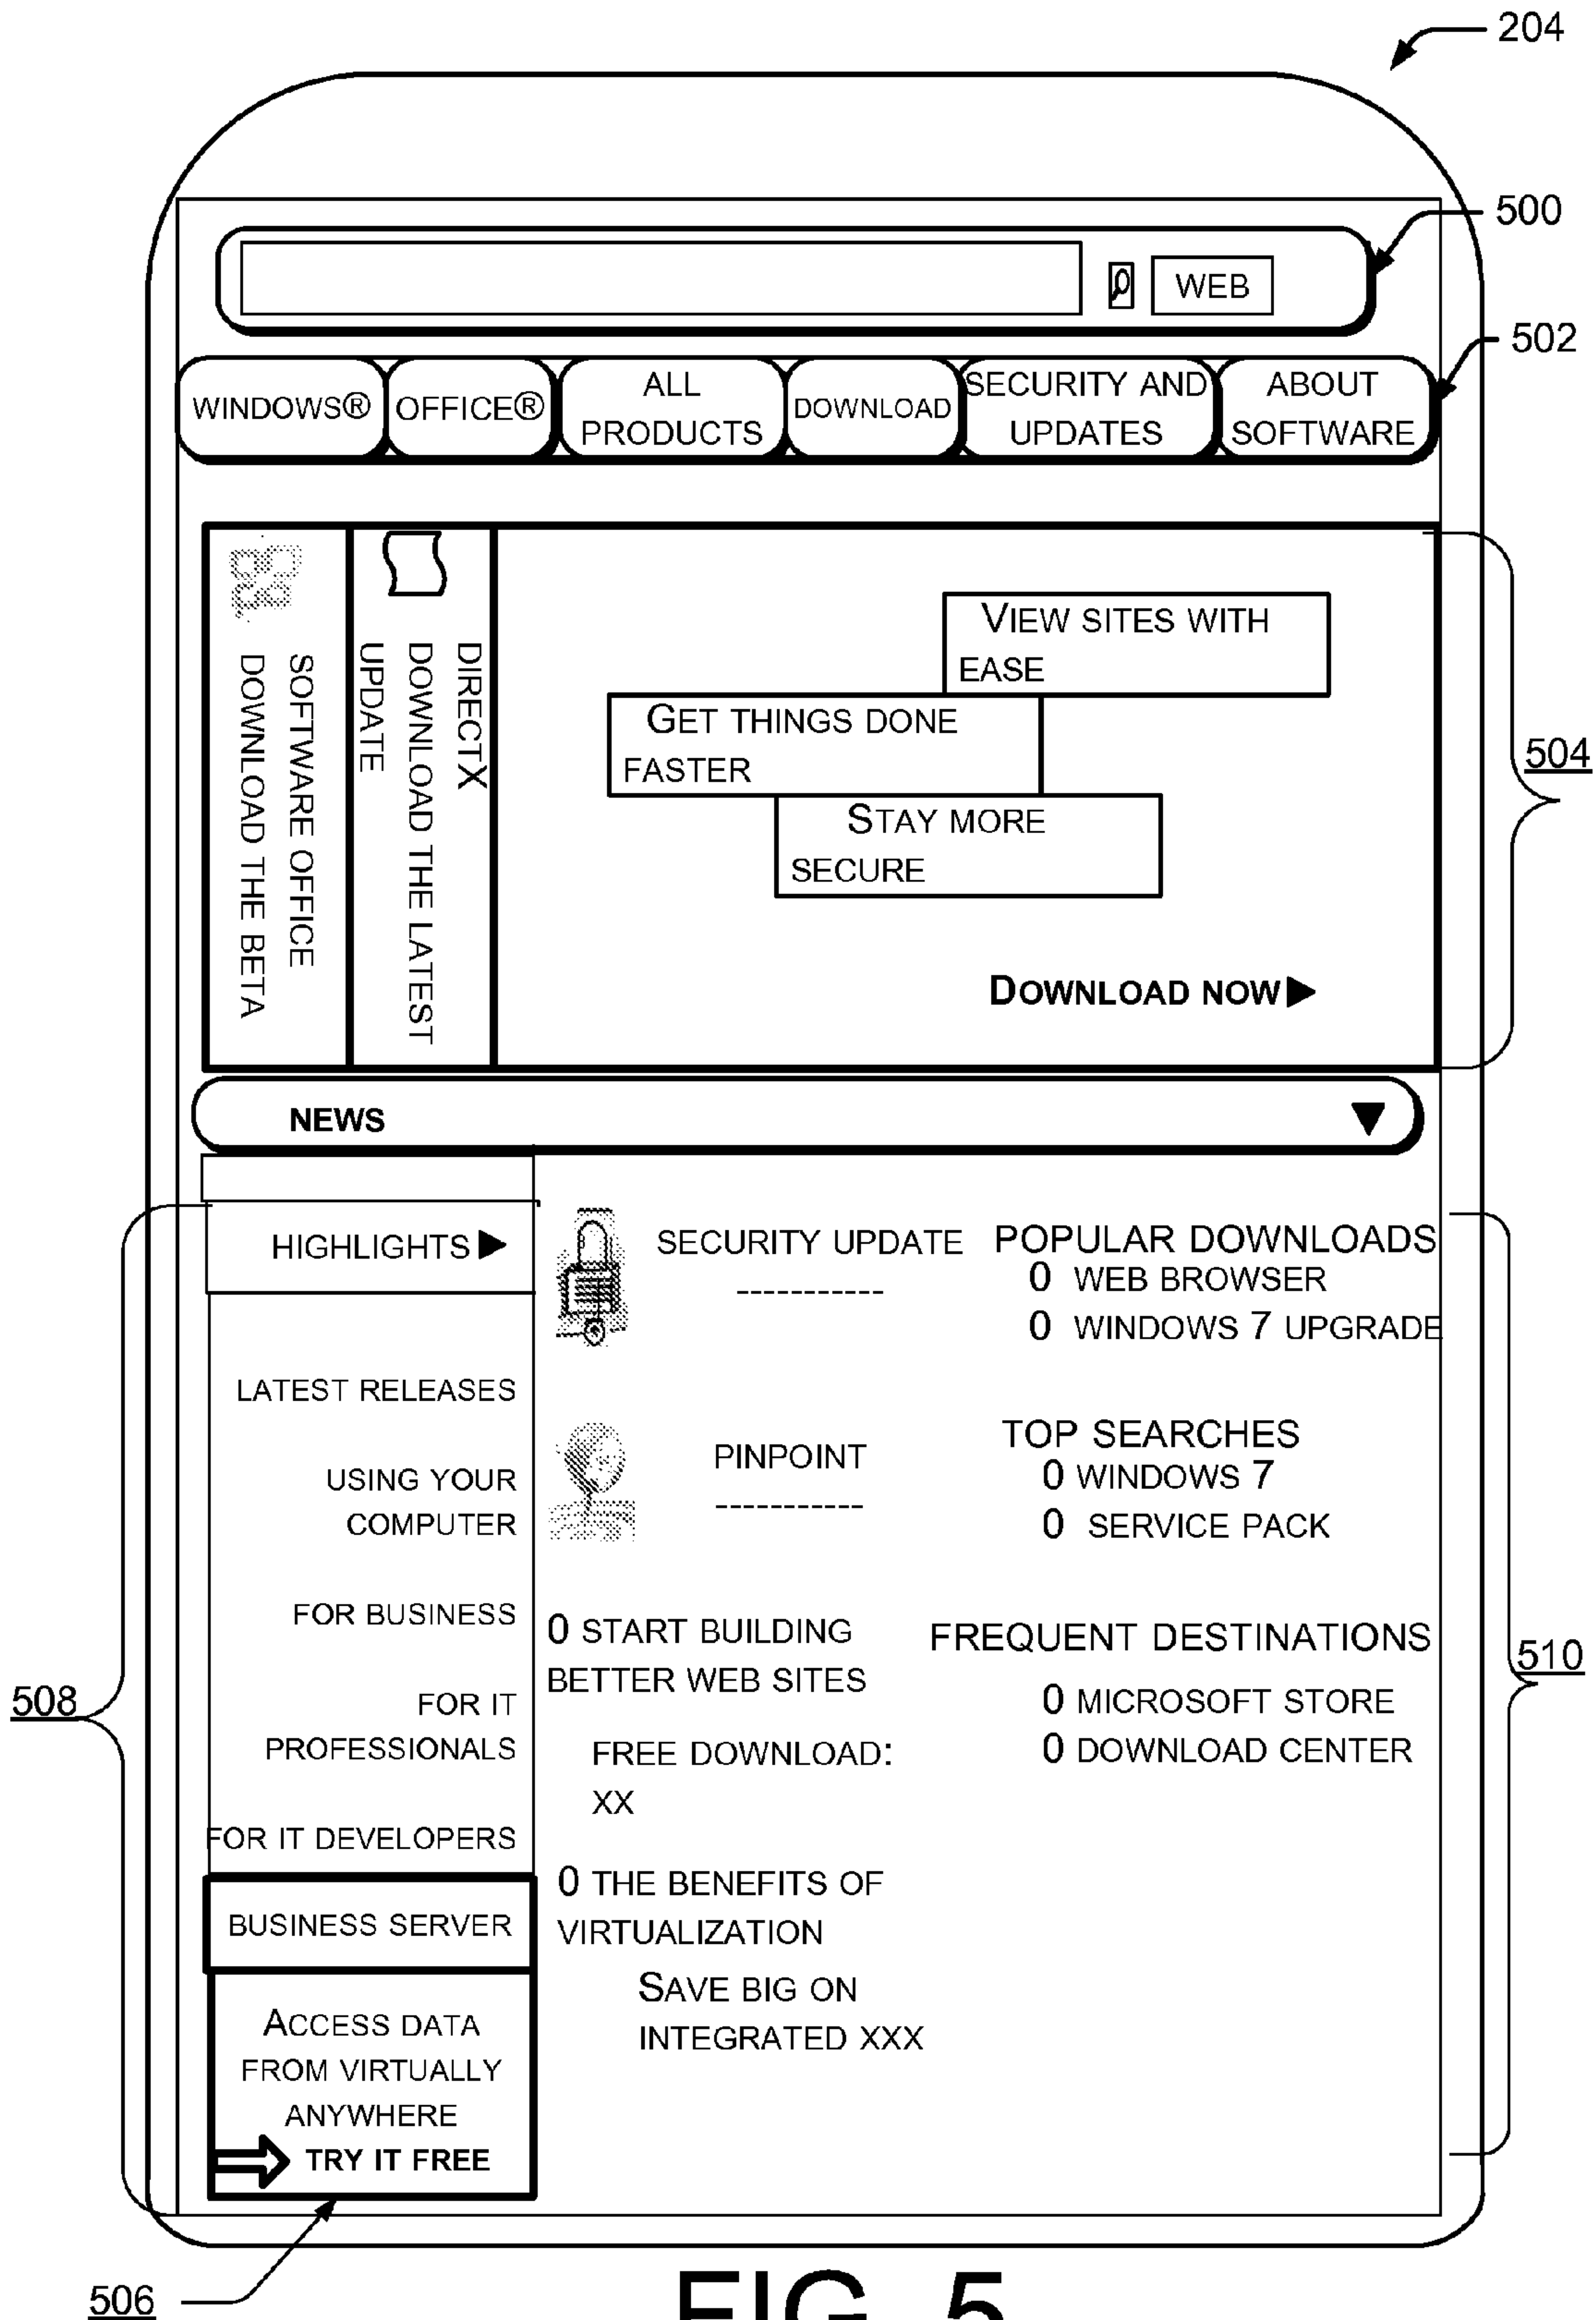 204
500
WEB
502
WINDOWS®
OFFICE®
ALL
PRODUCTS
DOWNLOAD
SECURITY AND
UPDATES
ABOUT
SOFTWARE
SOFTWARE OFFICE
DOWNLOAD THE BETA
DIRECTX
DOWNLOAD THE LATEST
UPDATE
VIEW SITES WITH
EASE
GET THINGS DONE
FASTER
STAY MORE
SECURE
DOWNLOAD NOW
504
NEWS
HIGHLIGHTS
LATEST RELEASES
USING YOUR
COMPUTER
FOR BUSINESS
FOR IT
PROFESSIONALS
FOR IT DEVELOPERS
BUSINESS SERVER
ACCESS DATA
FROM VIRTUALLY
ANYWHERE
TRY IT FREE
508
506
SECURITY UPDATE
-----------
PINPOINT
-----------
0 START BUILDING
BETTER WEB SITES
FREE DOWNLOAD:
XX
0 THE BENEFITS OF
VIRTUALIZATION
SAVE BIG ON
INTEGRATED XXX
POPULAR DOWNLOADS
0 WEB BROWSER
0 WINDOWS 7 UPGRADE
TOP SEARCHES
0 WINDOWS 7
0 SERVICE PACK
FREQUENT DESTINATIONS
0 MICROSOFT STORE
0 DOWNLOAD CENTER
510
FIG. 5